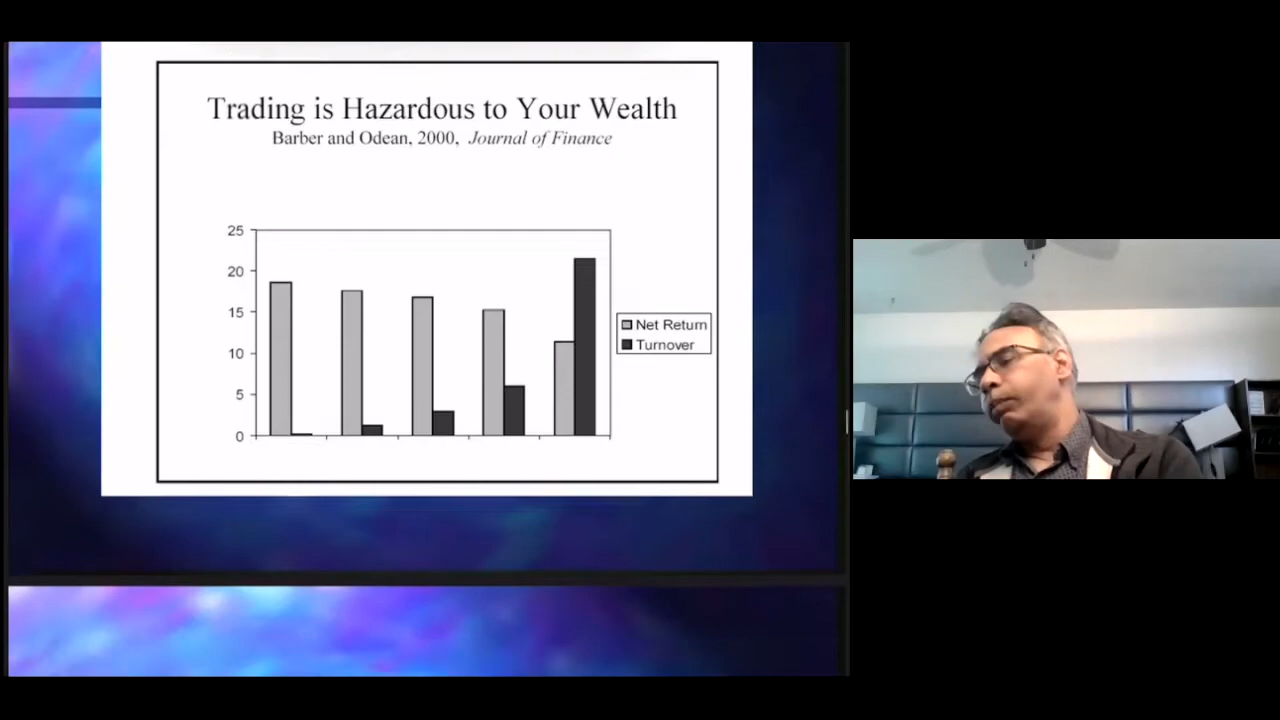 Trading is Hazardous to Your Wealth
Barber and Odean, 2000, Journal of Finance
25
20
15
10
5
0
Net Return
Turnover